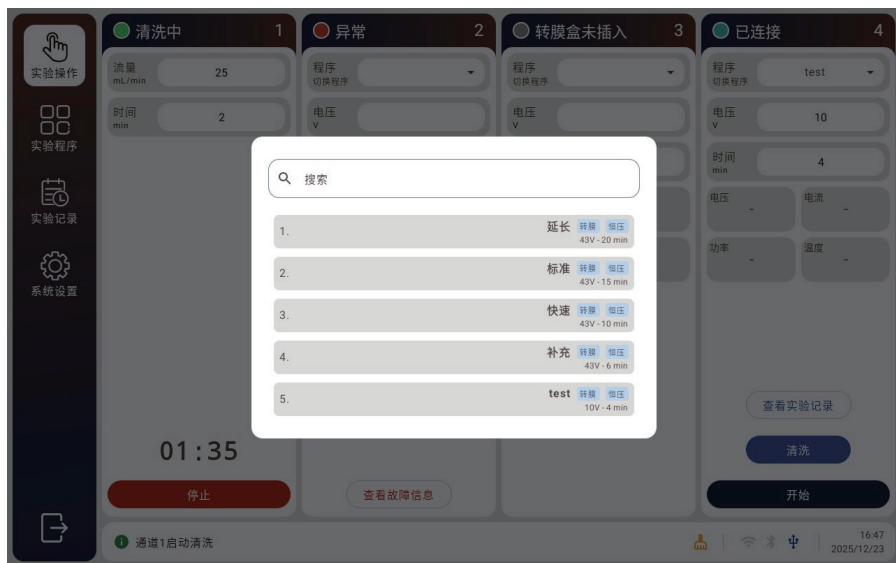 实验操作
实验程序
实验记录
系统设置
清洗中 1
流量 mL/min 25
时间 min 2
01:35
停止
异常 2
程序 切换程序
电压 V
查看故障信息
转膜盒未插入 3
程序 切换程序
电压 V
已连接 4
程序 切换程序 test
电压 V 10
时间 min 4
电压 - 电流 -
功率 - 温度 -
查看实验记录
清洗
开始
搜索
1. 延长 转膜 恒压
43V - 20 min
2. 标准 转膜 恒压
43V - 15 min
3. 快速 转膜 恒压
43V - 10 min
4. 补充 转膜 恒压
43V - 6 min
5. test 转膜 恒压
10V - 4 min
通道1启动清洗
16:47
2025/12/23